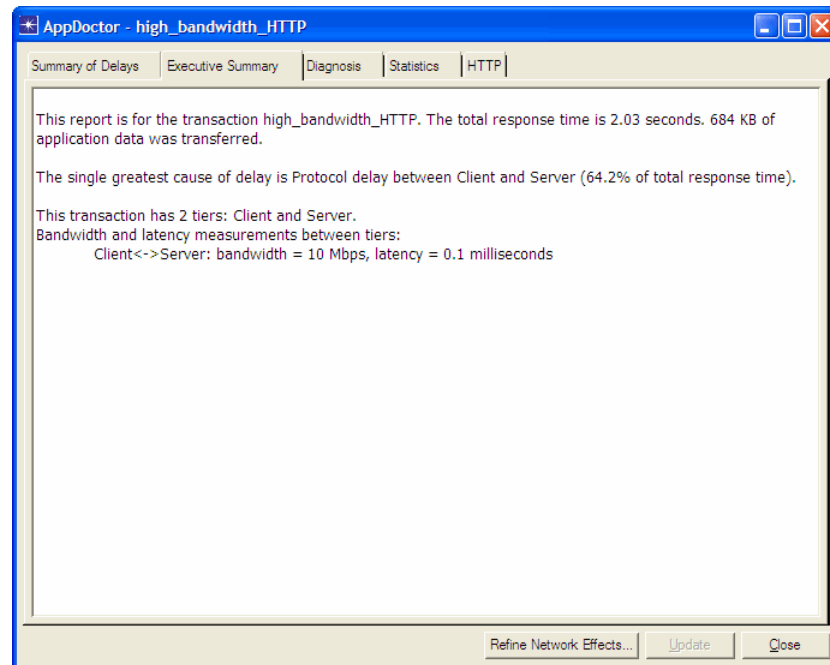 AppDoctor - high_bandwidth_HTTP
Summary of Delays Executive Summary Diagnosis Statistics HTTP
This report is for the transaction high_bandwidth_HTTP. The total response time is 2.03 seconds. 684 KB of
application data was transferred.
The single greatest cause of delay is Protocol delay between Client and Server (64.2% of total response time).
This transaction has 2 tiers: Client and Server.
Bandwidth and latency measurements between tiers:
Client<->Server: bandwidth = 10 Mbps, latency = 0.1 milliseconds
Refine Network Effects... Update Close